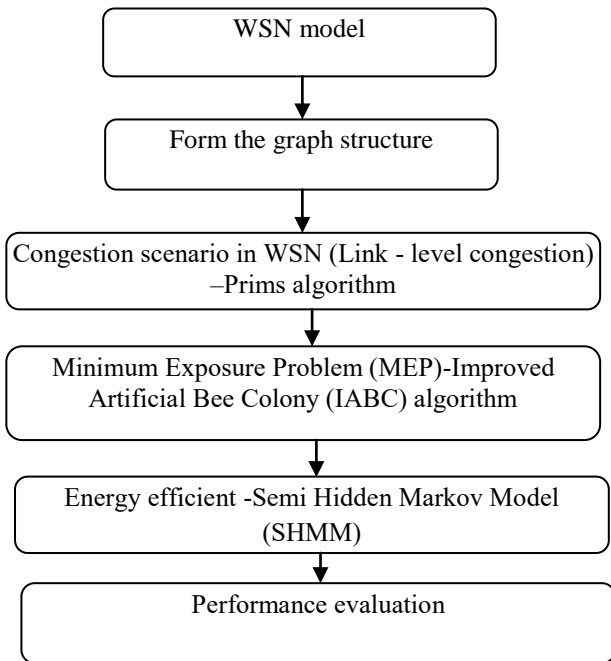 WSN model
Form the graph structure
Congestion scenario in WSN (Link - level congestion)
–Prims algorithm
Minimum Exposure Problem (MEP)-Improved
Artificial Bee Colony (IABC) algorithm
Energy efficient -Semi Hidden Markov Model
(SHMM)
Performance evaluation